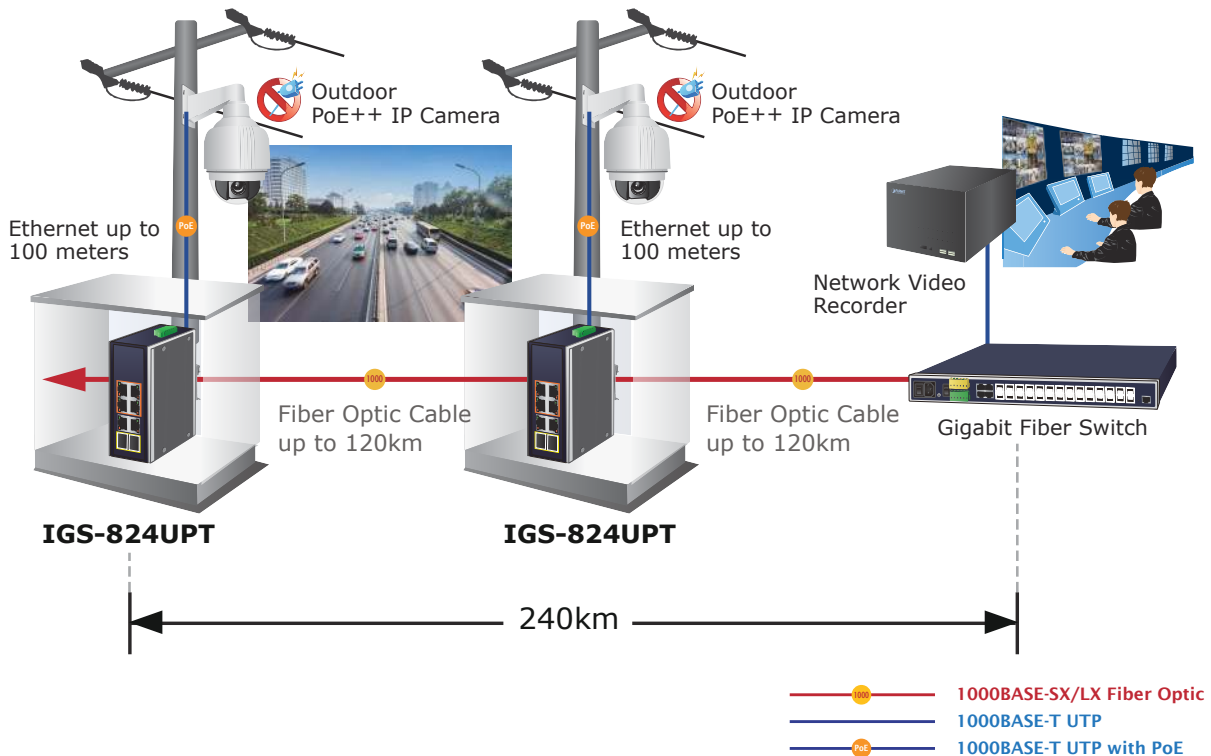 Outdoor
PoE++ IP Camera
Outdoor
PoE++ IP Camera
Ethernet up to
100 meters
PoE
Ethernet up to
100 meters
PoE
Network Video
Recorder
1000
1000
Fiber Optic Cable
up to 120km
Fiber Optic Cable
up to 120km
Gigabit Fiber Switch
IGS-824UPT
IGS-824UPT
240km
1000
1000BASE-SX/LX Fiber Optic
1000BASE-T UTP
PoE
1000BASE-T UTP with PoE